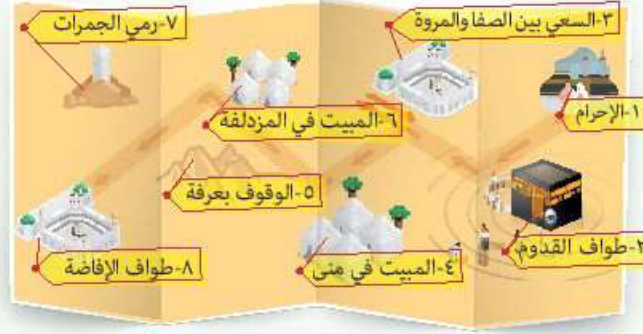 ١-الإحرام
٢-طواف القدوم
٣-السعي بين الصفا والمروة
٤-المبيت في منى
٥-الوقوف بعرفة
٦-المبيت في المزدلفة
٧-رمي الجمرات
٨-طواف الإفاضة